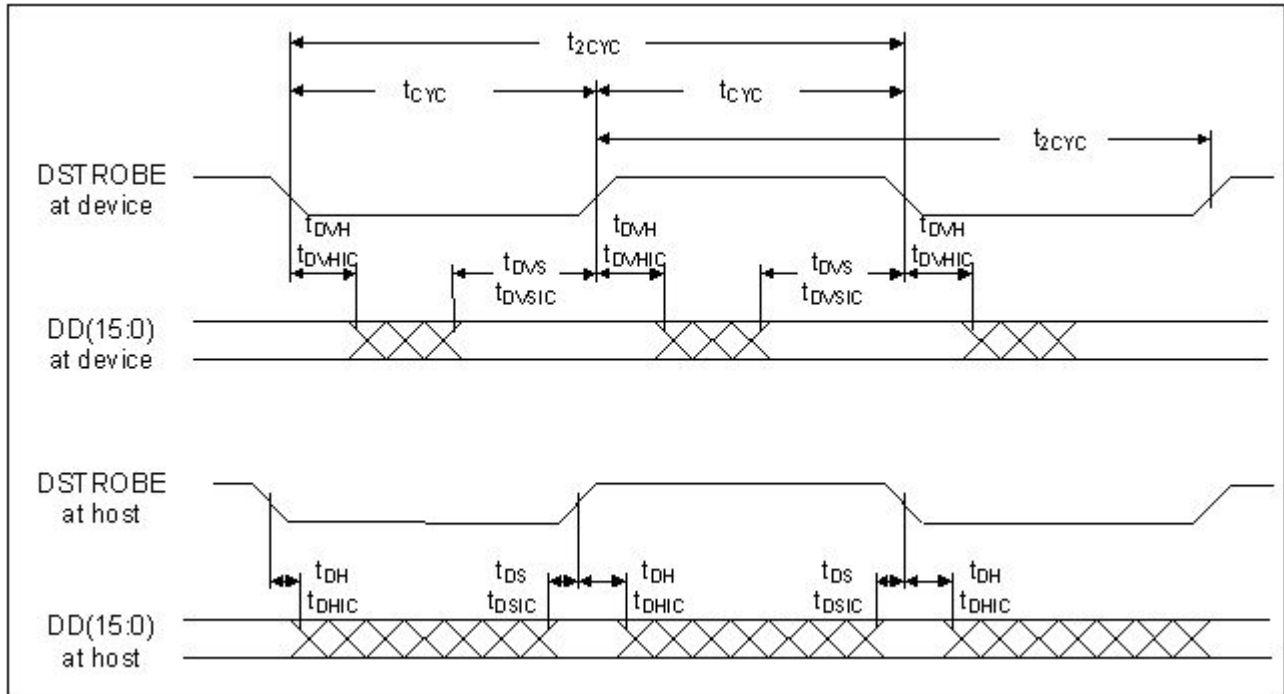 t2CYC
tCYC tCYC
t2CYC
DSTROBE
at device
tDVH tDVH tDVH
tDVHIC tDVS tDVHIC tDVS tDVHIC
tDVSIC tDVSIC
DD(15:0)
at device
DSTROBE
at host
tDH tDS tDH tDS tDH
tDHIC tDSIC tDHIC tDSIC tDHIC
DD(15:0)
at host